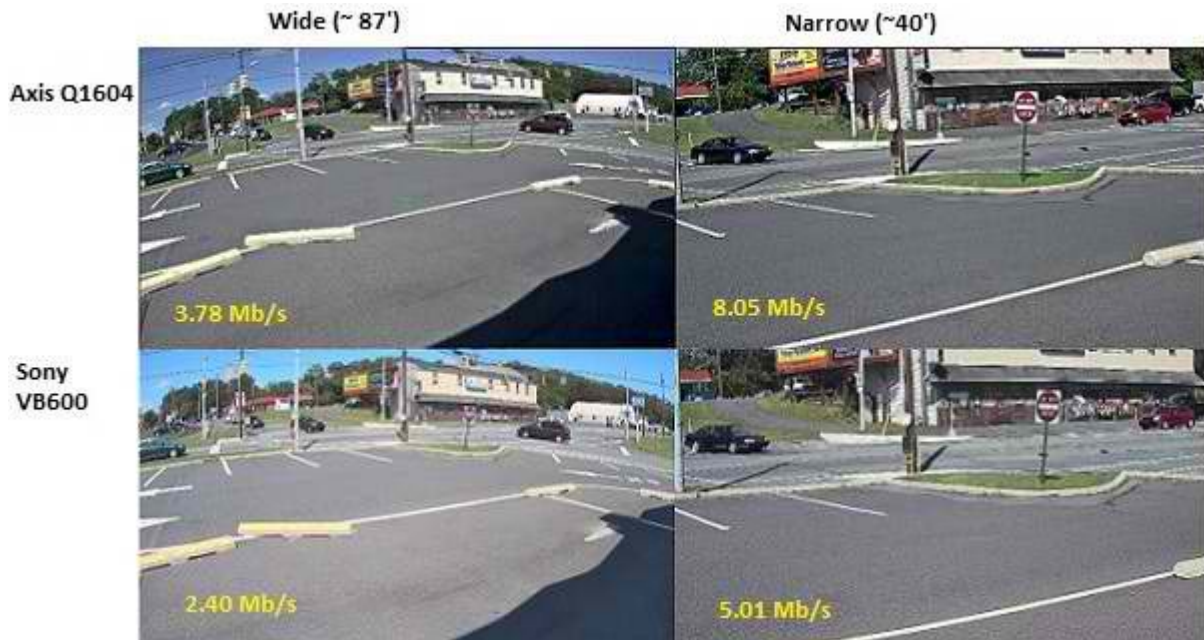 Wide (~ 87')
Narrow (~40')
Axis Q1604
3.78 Mb/s
8.05 Mb/s
Sony
VB600
2.40 Mb/s
5.01 Mb/s